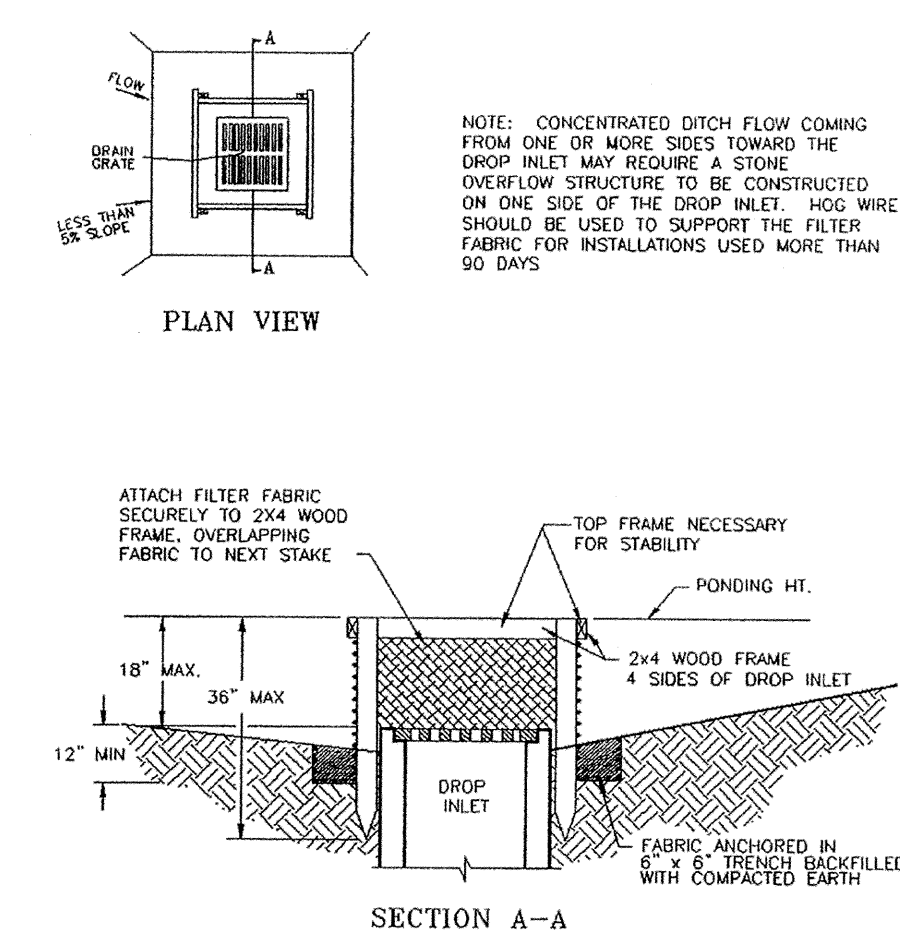 A
FLOW
DRAIN
GRATE
LESS THAN
5% SLOPE
A
PLAN VIEW
NOTE: CONCENTRATED DITCH FLOW COMING
FROM ONE OR MORE SIDES TOWARD THE
DROP INLET MAY REQUIRE A STONE
OVERFLOW STRUCTURE TO BE CONSTRUCTED
ON ONE SIDE OF THE DROP INLET. HOG WIRE
SHOULD BE USED TO SUPPORT THE FILTER
FABRIC FOR INSTALLATIONS USED MORE THAN
90 DAYS
ATTACH FILTER FABRIC
SECURELY TO 2X4 WOOD
FRAME, OVERLAPPING
FABRIC TO NEXT STAKE
TOP FRAME NECESSARY
FOR STABILITY
PONDING HT.
18" MAX.
36" MAX
2x4 WOOD FRAME
4 SIDES OF DROP INLET
12" MIN
DROP
INLET
FABRIC ANCHORED IN
6" x 6" TRENCH BACKFILLED
WITH COMPACTED EARTH
SECTION A-A